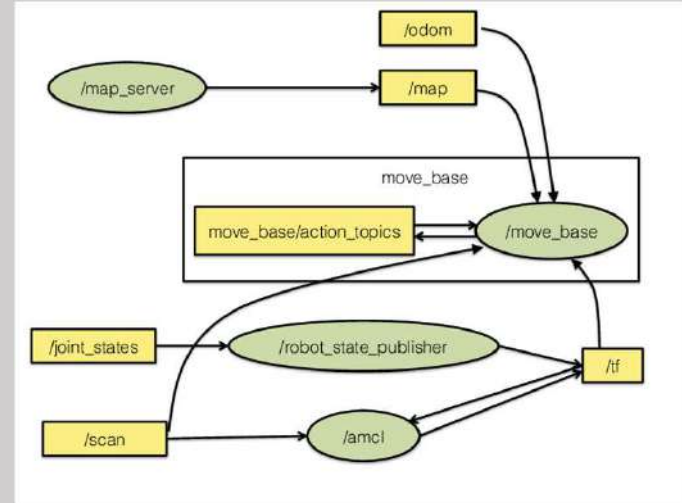 /odom
/map_server
/map
move_base
move_base/action_topics
/move_base
/joint_states
/robot_state_publisher
/tf
/scan
/amcl